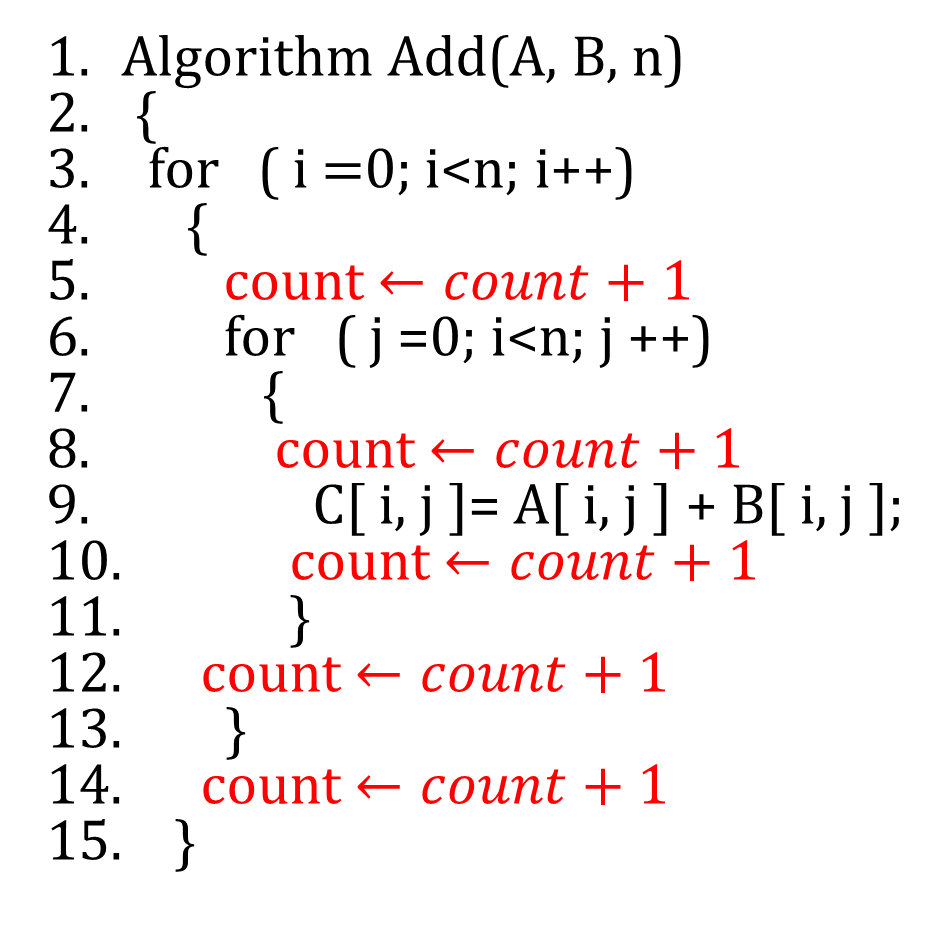 1. Algorithm Add(A, B, n)
2. {
3. for ( i =0; i<n; i++)
4. {
5. count ← count + 1
6. for ( j =0; i<n; j ++)
7. {
8. count ← count + 1
9. C[ i, j ]= A[ i, j ] + B[ i, j ];
10. count ← count + 1
11. }
12. count ← count + 1
13. }
14. count ← count + 1
15. }